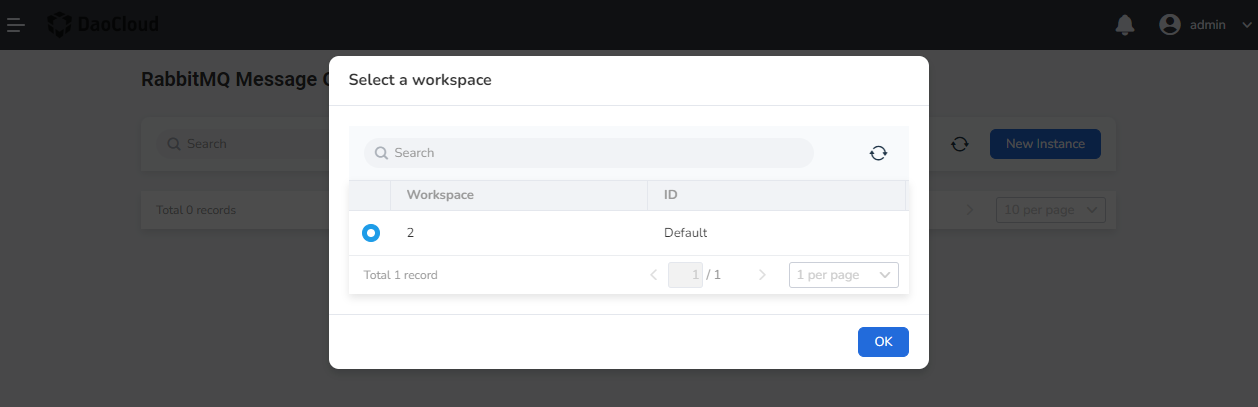 DaoCloud
admin
RabbitMQ Message
Search
New Instance
Total 0 records
10 per page
Select a workspace
Search
Workspace ID
2 Default
Total 1 record 1 / 1 1 per page
OK